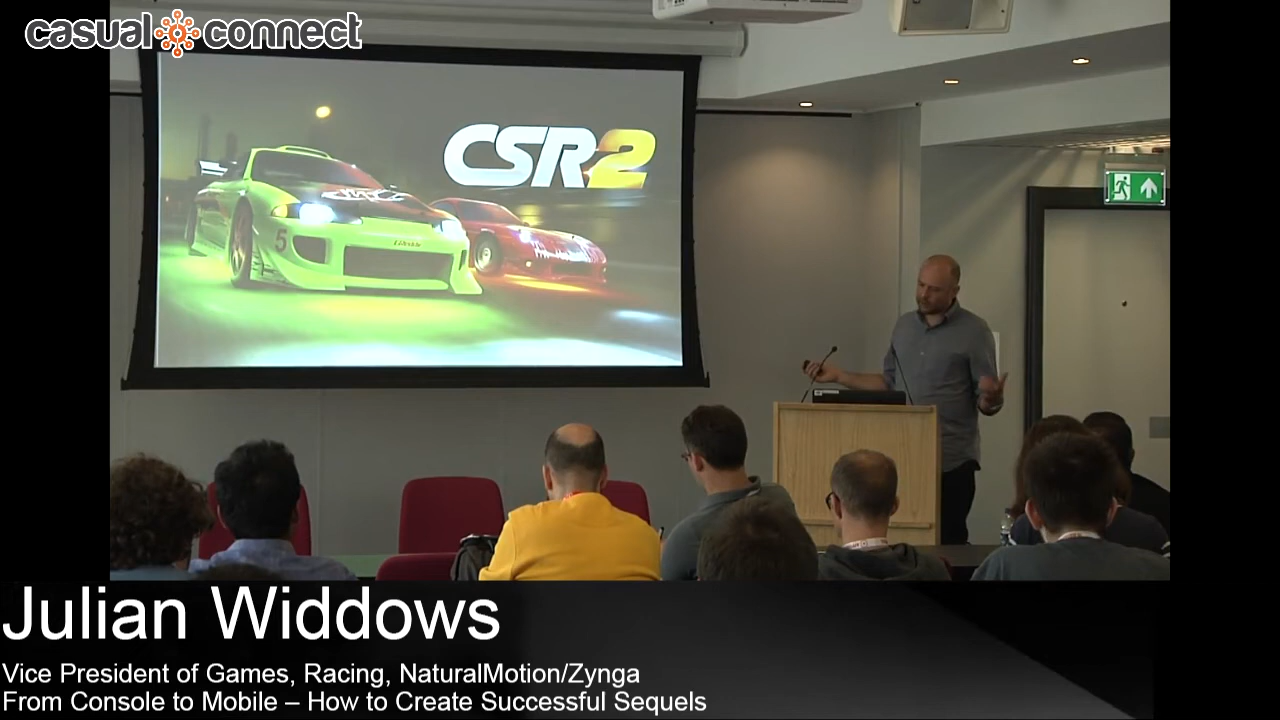 casual connect
CSR2
5
Julian Widdows
Vice President of Games, Racing, NaturalMotion/Zynga
From Console to Mobile – How to Create Successful Sequels